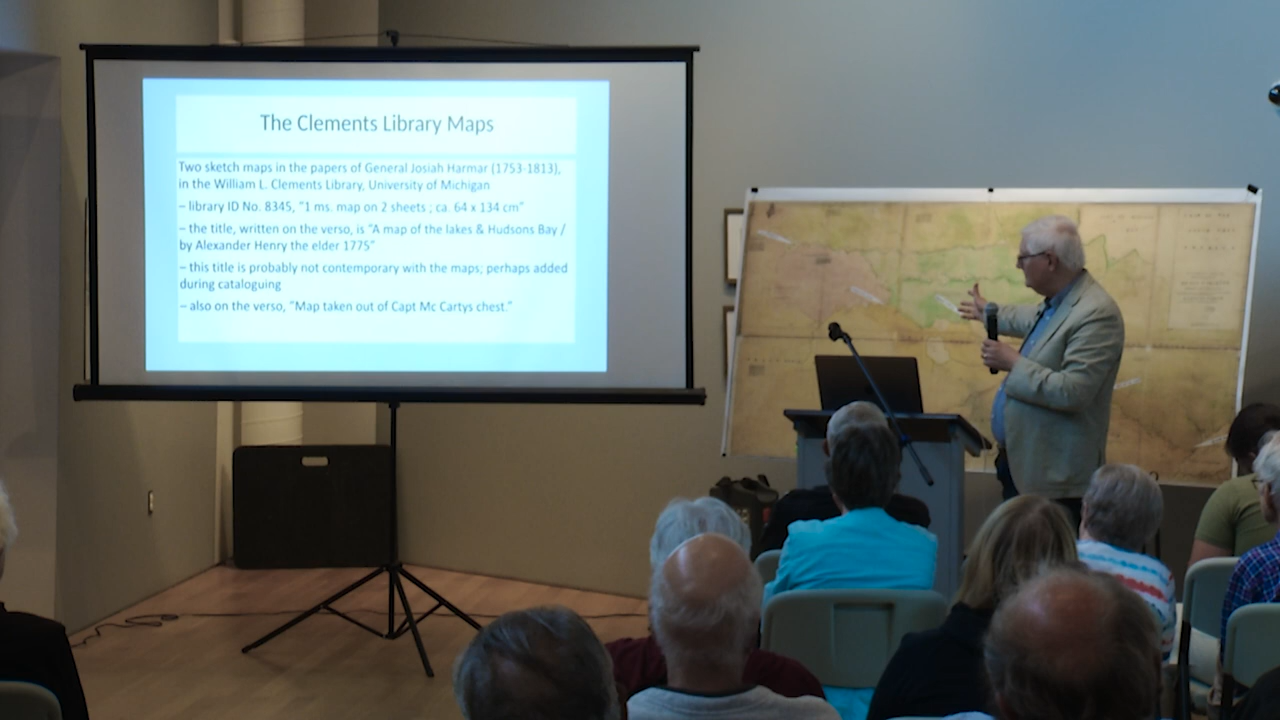 The Clements Library Maps
Two sketch maps in the papers of General Josiah Harmar (1753-1813),
in the William L. Clements Library, University of Michigan
– library ID No. 8345, “1 ms. map on 2 sheets ; ca. 64 x 134 cm”
– the title, written on the verso, is “A map of the lakes & Hudsons Bay /
by Alexander Henry the elder 1775”
– this title is probably not contemporary with the maps; perhaps added
during cataloguing
– also on the verso, “Map taken out of Capt Mc Cartys chest.”